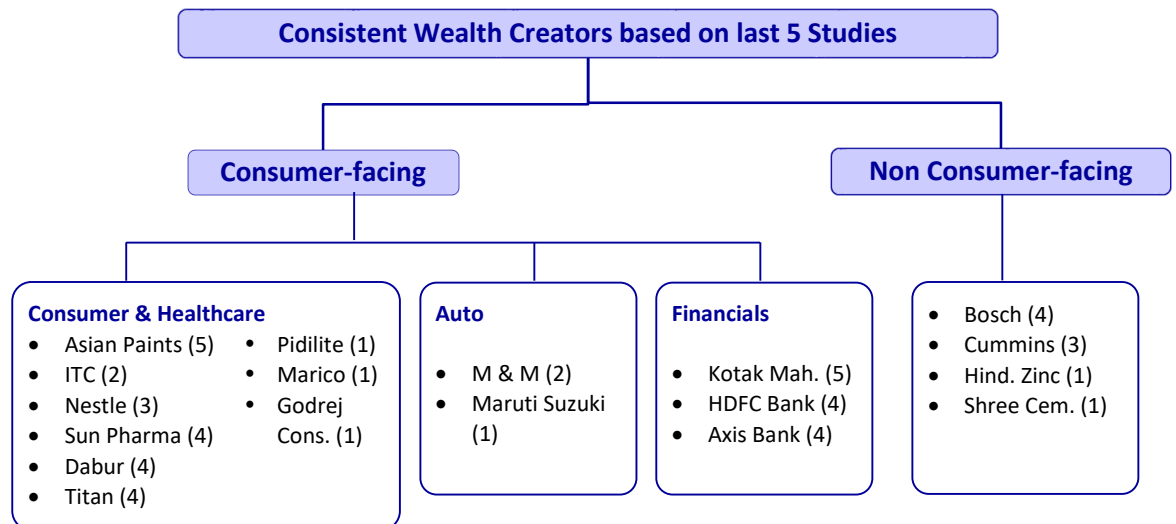 Consistent Wealth Creators based on last 5 Studies
Consumer-facing
Non Consumer-facing
Consumer & Healthcare
• Asian Paints (5)
• ITC (2)
• Nestle (3)
• Sun Pharma (4)
• Dabur (4)
• Titan (4)
• Pidilite (1)
• Marico (1)
• Godrej
Cons. (1)
Auto
• M & M (2)
• Maruti Suzuki
(1)
Financials
• Kotak Mah. (5)
• HDFC Bank (4)
• Axis Bank (4)
• Bosch (4)
• Cummins (3)
• Hind. Zinc (1)
• Shree Cem. (1)